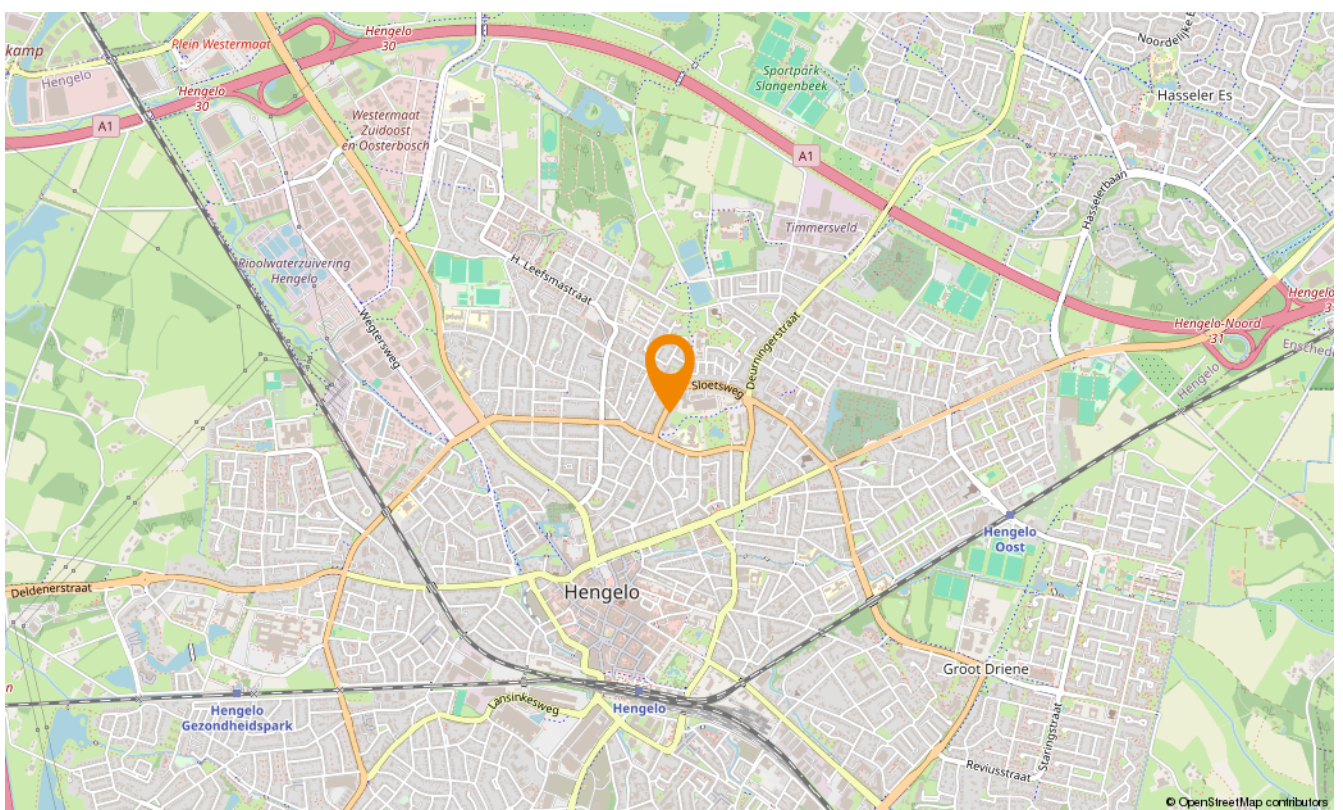 Hengelo
30
Plein Westermaat
kamp
Hengelo
Noordelijke E
Sportpark
Slangenbeek
Hasseler Es
Hengelo
30
A1
Westermaat
Zuidoost
en Oosterbosch
A1
Hasselerbaan
Timmersveld
Rioolwaterzuivering
Hengelo
H. Leefsmastraat
Hengelo
3
Wegtersweg
Deurningerstraat
Hengelo-Noord
31
Enschede
Hengelo
Sloetsweg
Hengelo
Oost
Deldenerstraat
Hengelo
Groot Driene
n
Hengelo
Gezondheidspark
Lansinkesweg
Hengelo
Staringstraat
Reviusstraat
© OpenStreetMap contributors